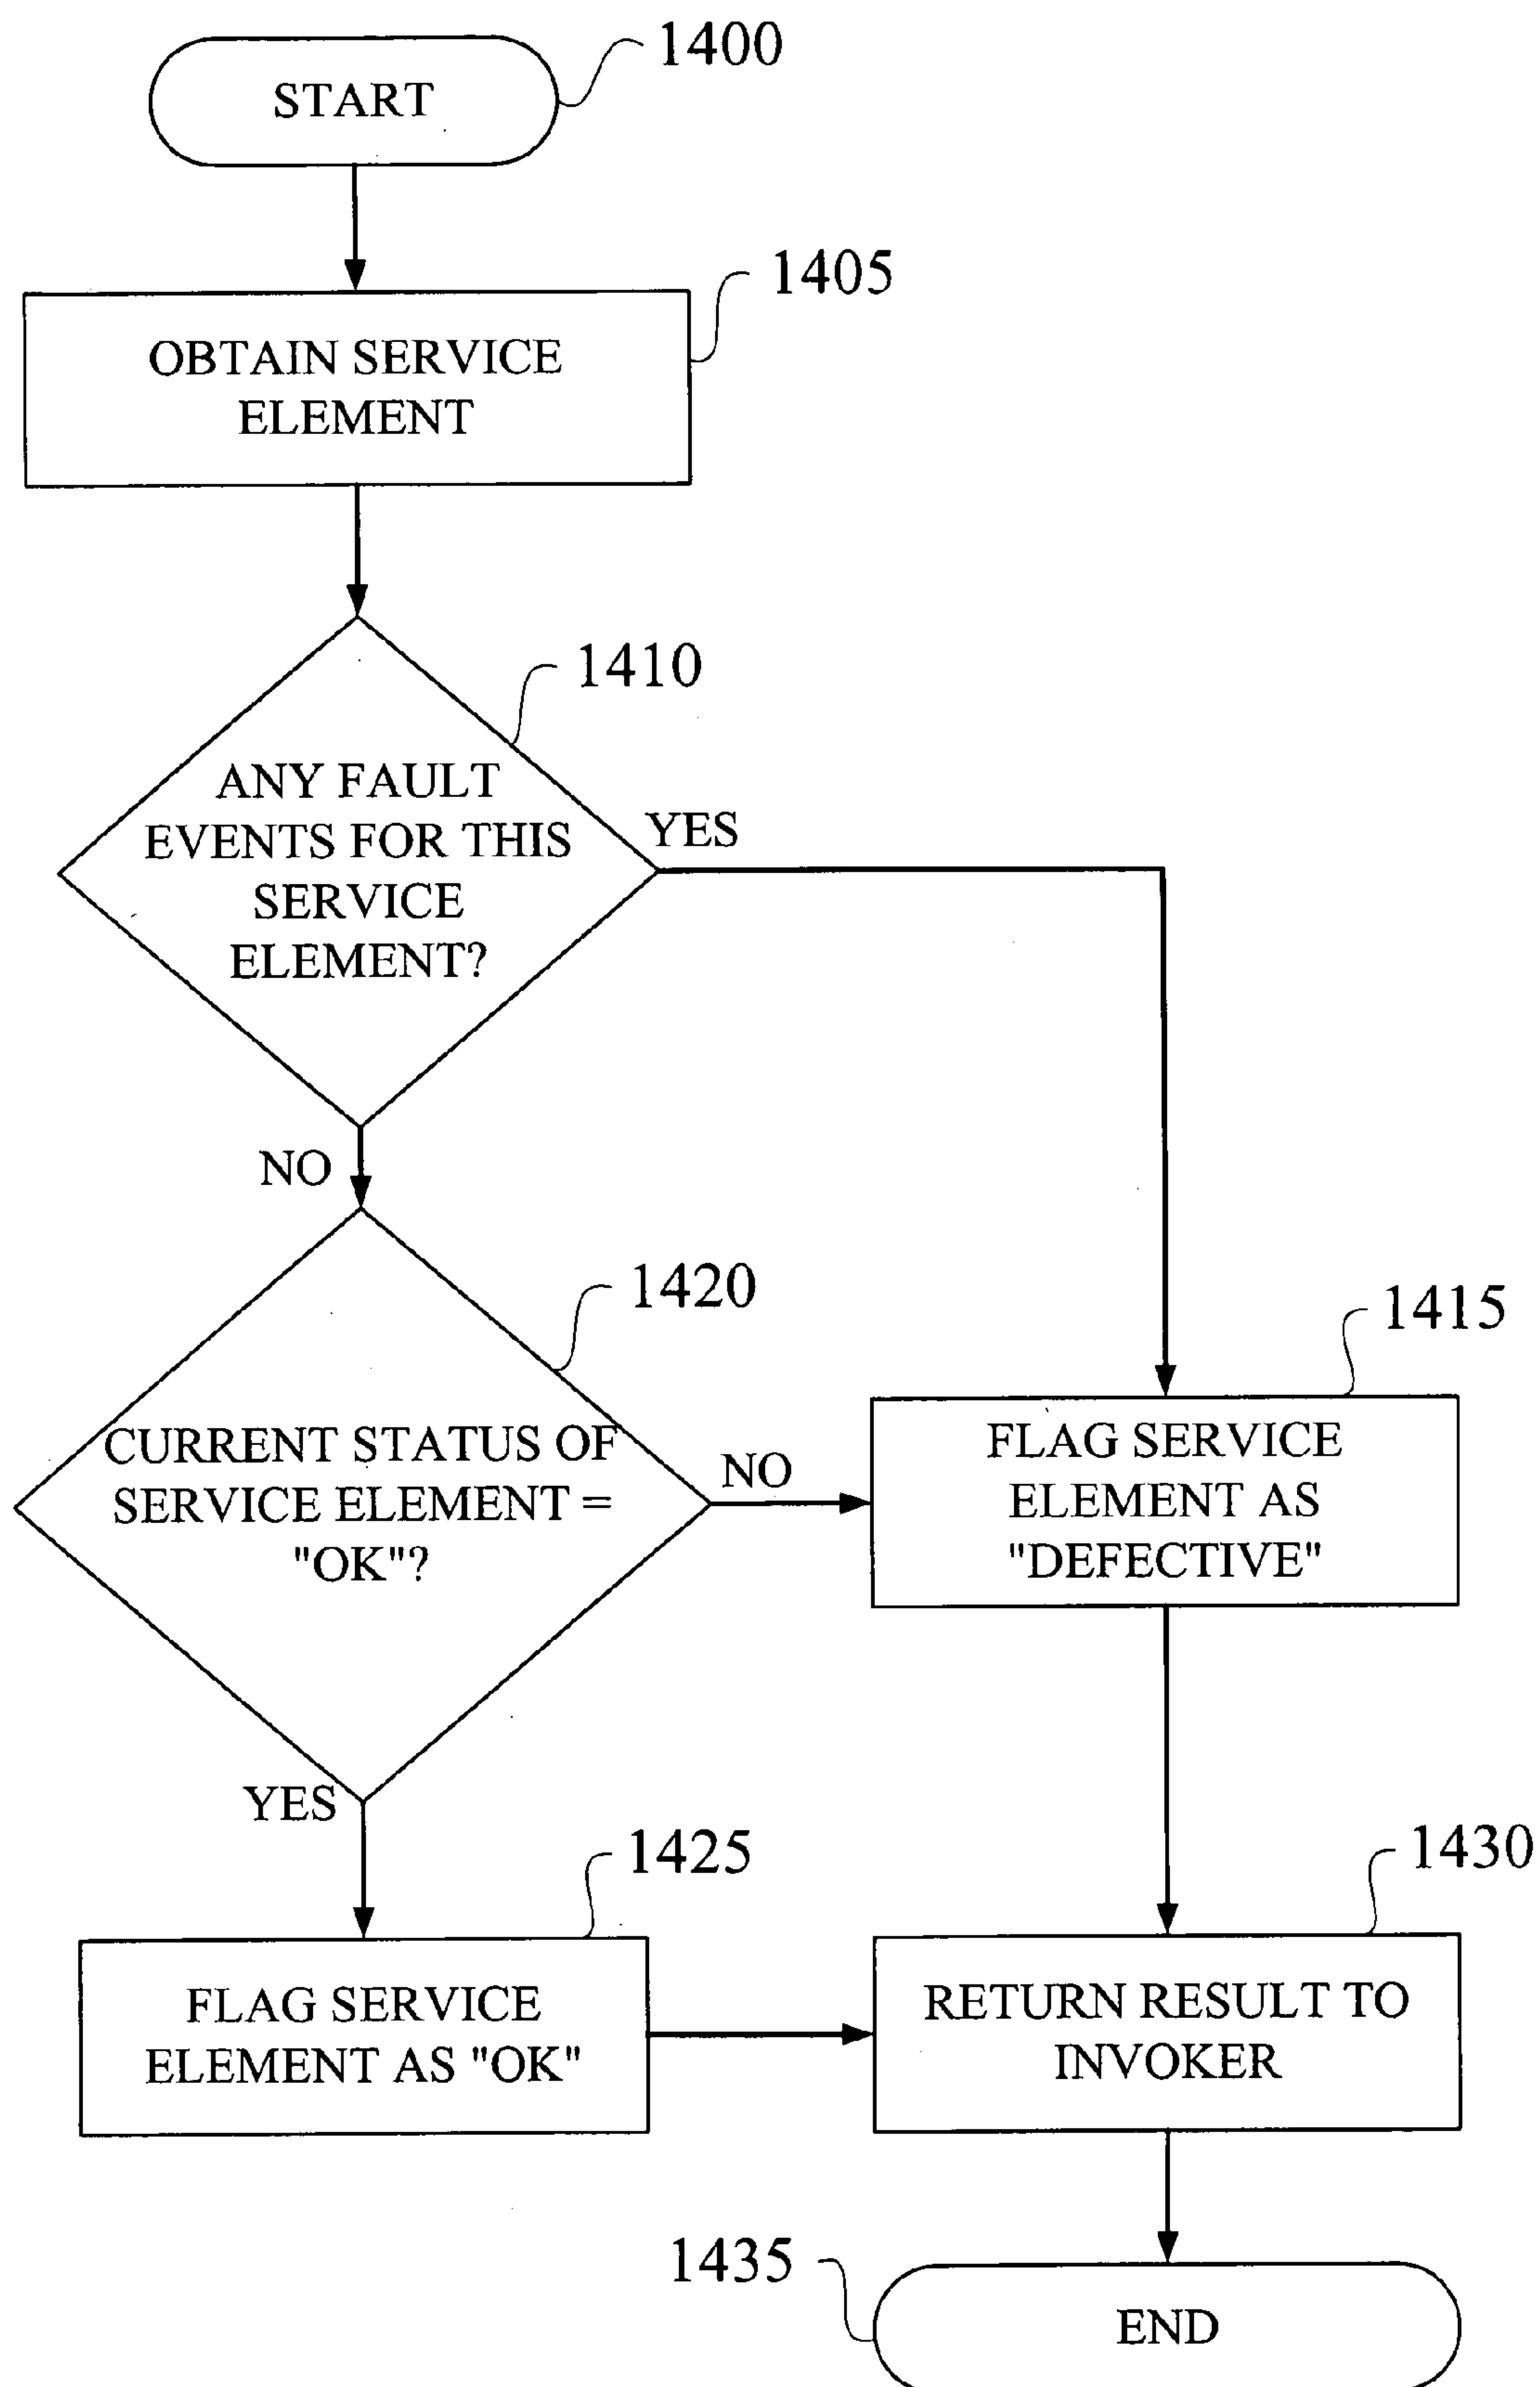 1400
START
1405
OBTAIN SERVICE
ELEMENT
1410
ANY FAULT
EVENTS FOR THIS
SERVICE
ELEMENT?
YES
NO
1420
CURRENT STATUS OF
SERVICE ELEMENT =
"OK"?
NO
1415
FLAG SERVICE
ELEMENT AS
"DEFECTIVE"
YES
1425
FLAG SERVICE
ELEMENT AS "OK"
1430
RETURN RESULT TO
INVOKER
1435
END